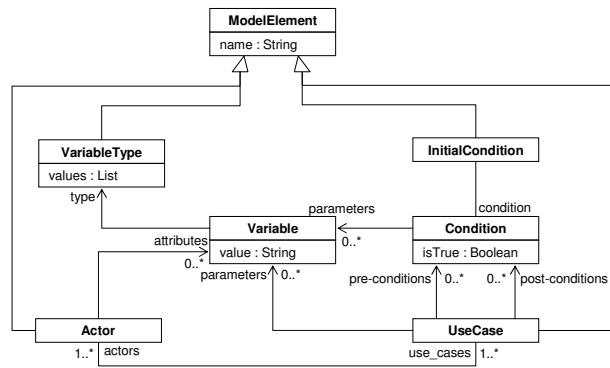 ModelElement
name : String
VariableType
values : List
InitialCondition
type
parameters
condition
Variable
Condition
attributes
value : String
0..*
isTrue : Boolean
0..*
parameters
0..*
pre-conditions
0..*
0..*
post-conditions
Actor
UseCase
1..*
actors
use_cases
1..*